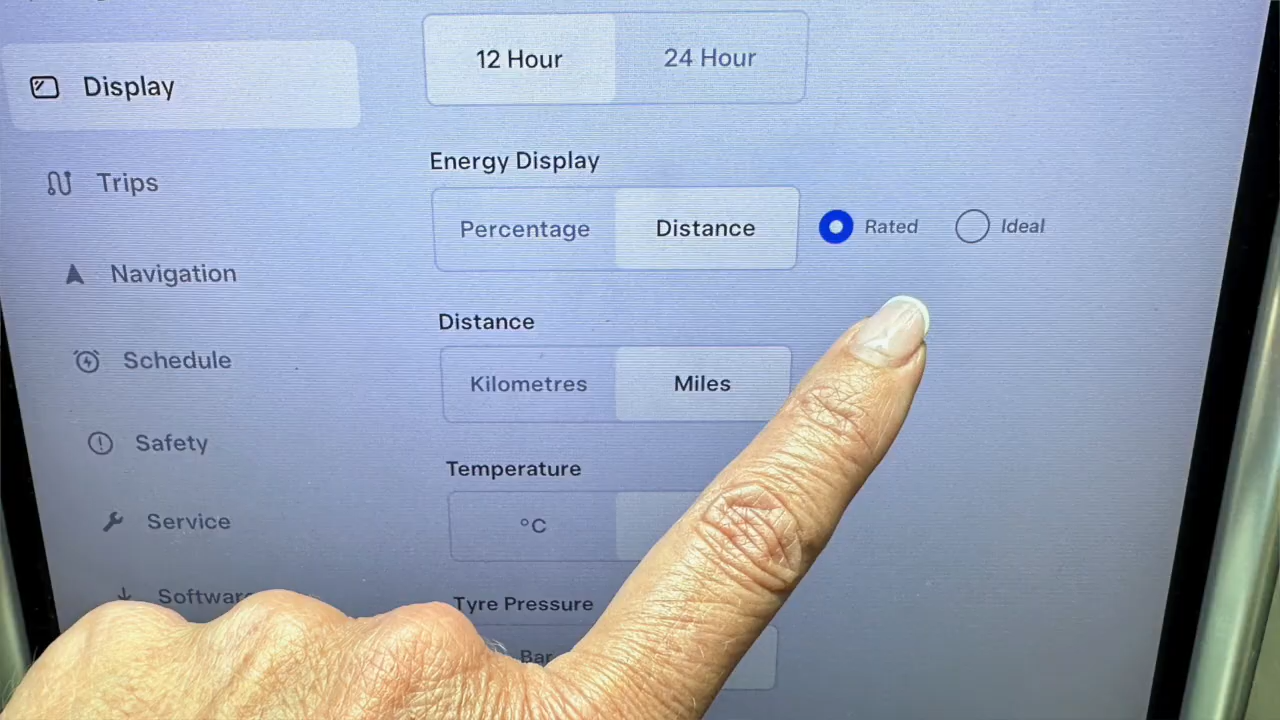 12 Hour 24 Hour
Display
Energy Display
Trips
Percentage Distance Rated Ideal
Navigation
Distance
Schedule
Kilometres Miles
Safety
Temperature
Service
°C
Tyre Pressure
Bar